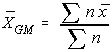 X̄_GM = ∑ n x̄ / ∑ n